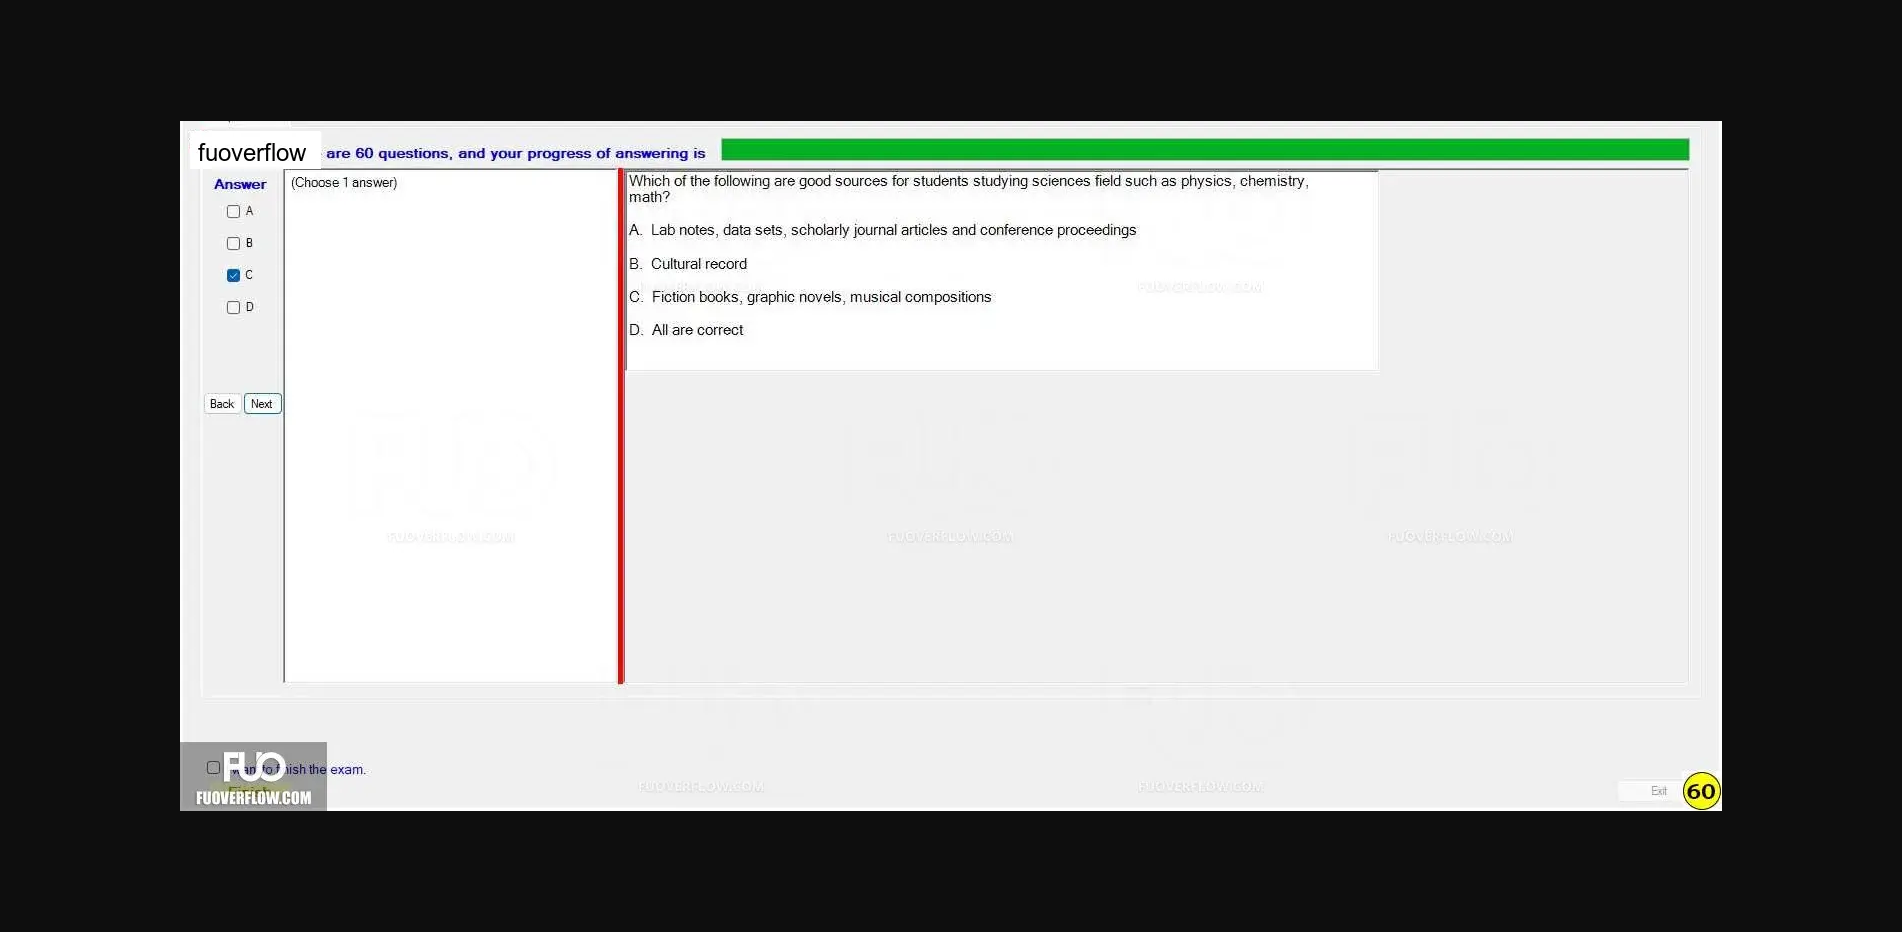 fuoverflow are 60 questions, and your progress of answering is
Answer
(Choose 1 answer)
A
B
C
D
Back Next
Which of the following are good sources for students studying sciences field such as physics, chemistry,
math?
A. Lab notes, data sets, scholarly journal articles and conference proceedings
B. Cultural record
C. Fiction books, graphic novels, musical compositions
D. All are correct
FUOVERFLOW.COM
FUOVERFLOW.COM
FUOVERFLOW.COM
FUOVERFLOW.COM
FUO
want to finish the exam.
Finish
FUOVERFLOW.COM
FUOVERFLOW.COM
FUOVERFLOW.COM
Exit
60